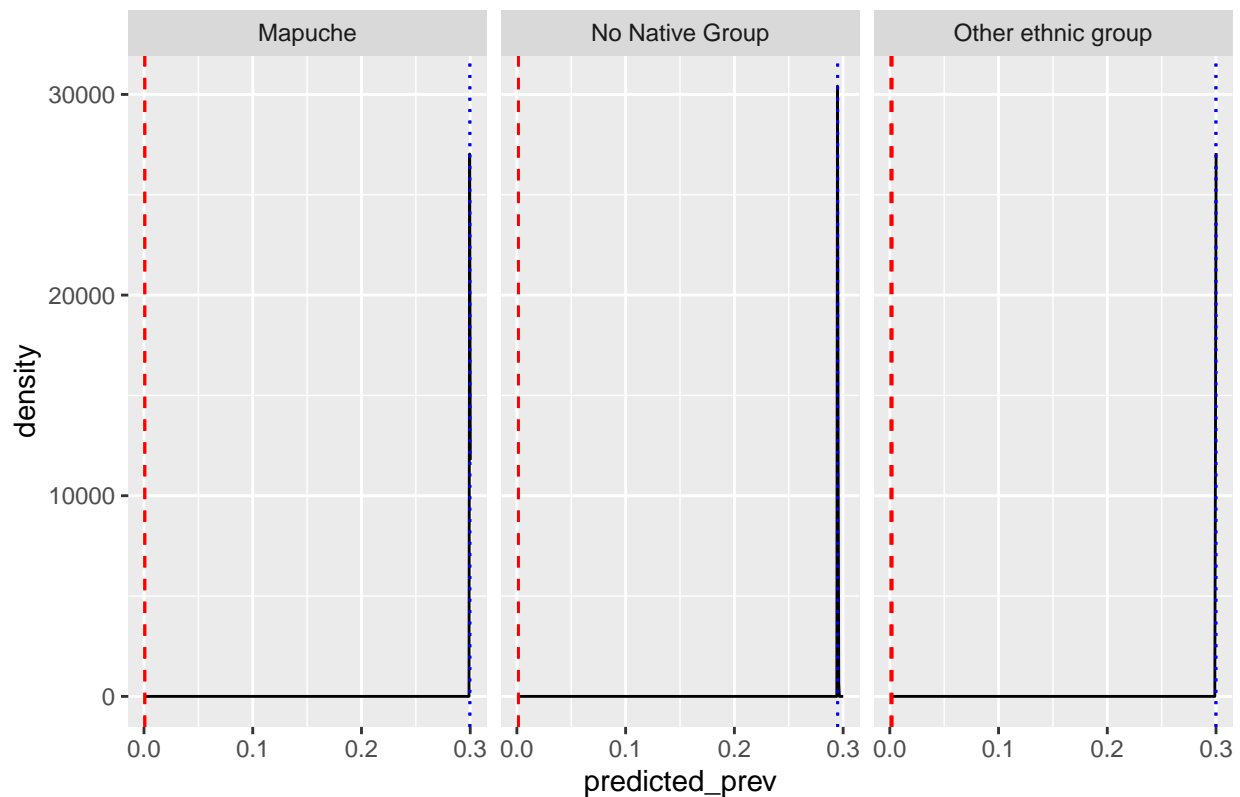 Mapuche No Native Group Other ethnic group
30000
20000
10000
0
density
0.0 0.1 0.2 0.3 0.0 0.1 0.2 0.3 0.0 0.1 0.2 0.3
predicted_prev